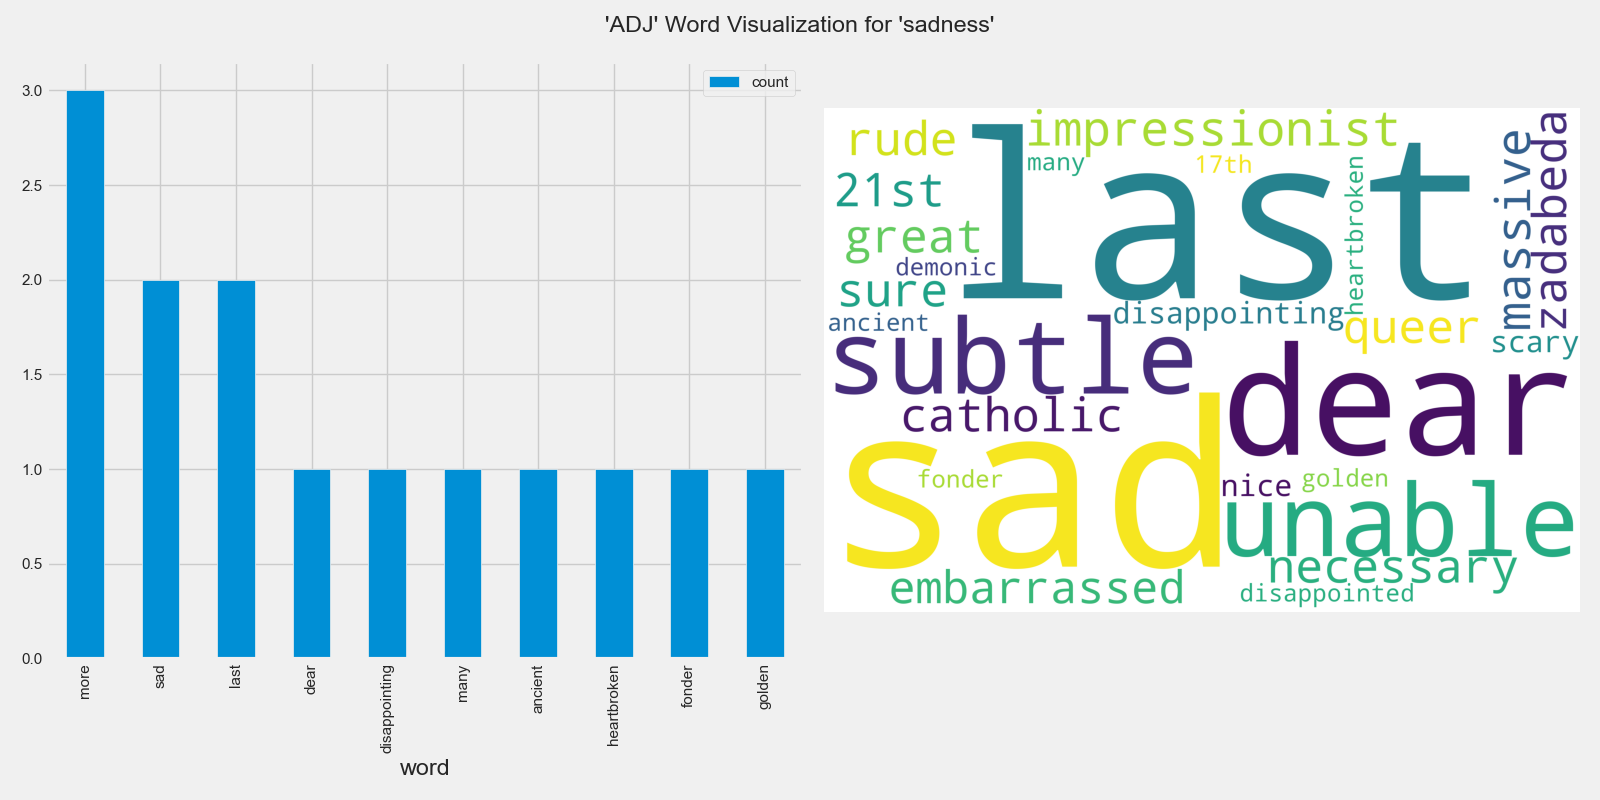 'ADJ' Word Visualization for 'sadness'
count
3.0
2.5
2.0
1.5
1.0
0.5
0.0
more
sad
last
dear
disappointing
many
ancient
heartbroken
fonder
golden
word
rude
impressionist
last
many
17th
21st
great
demonic
sure
ancient
heartbroken
massive
zadabeda
disappointing
queer
scary
subtle
dear
catholic
sad
fonder
nice
golden
unable
necessary
embarrassed
disappointed